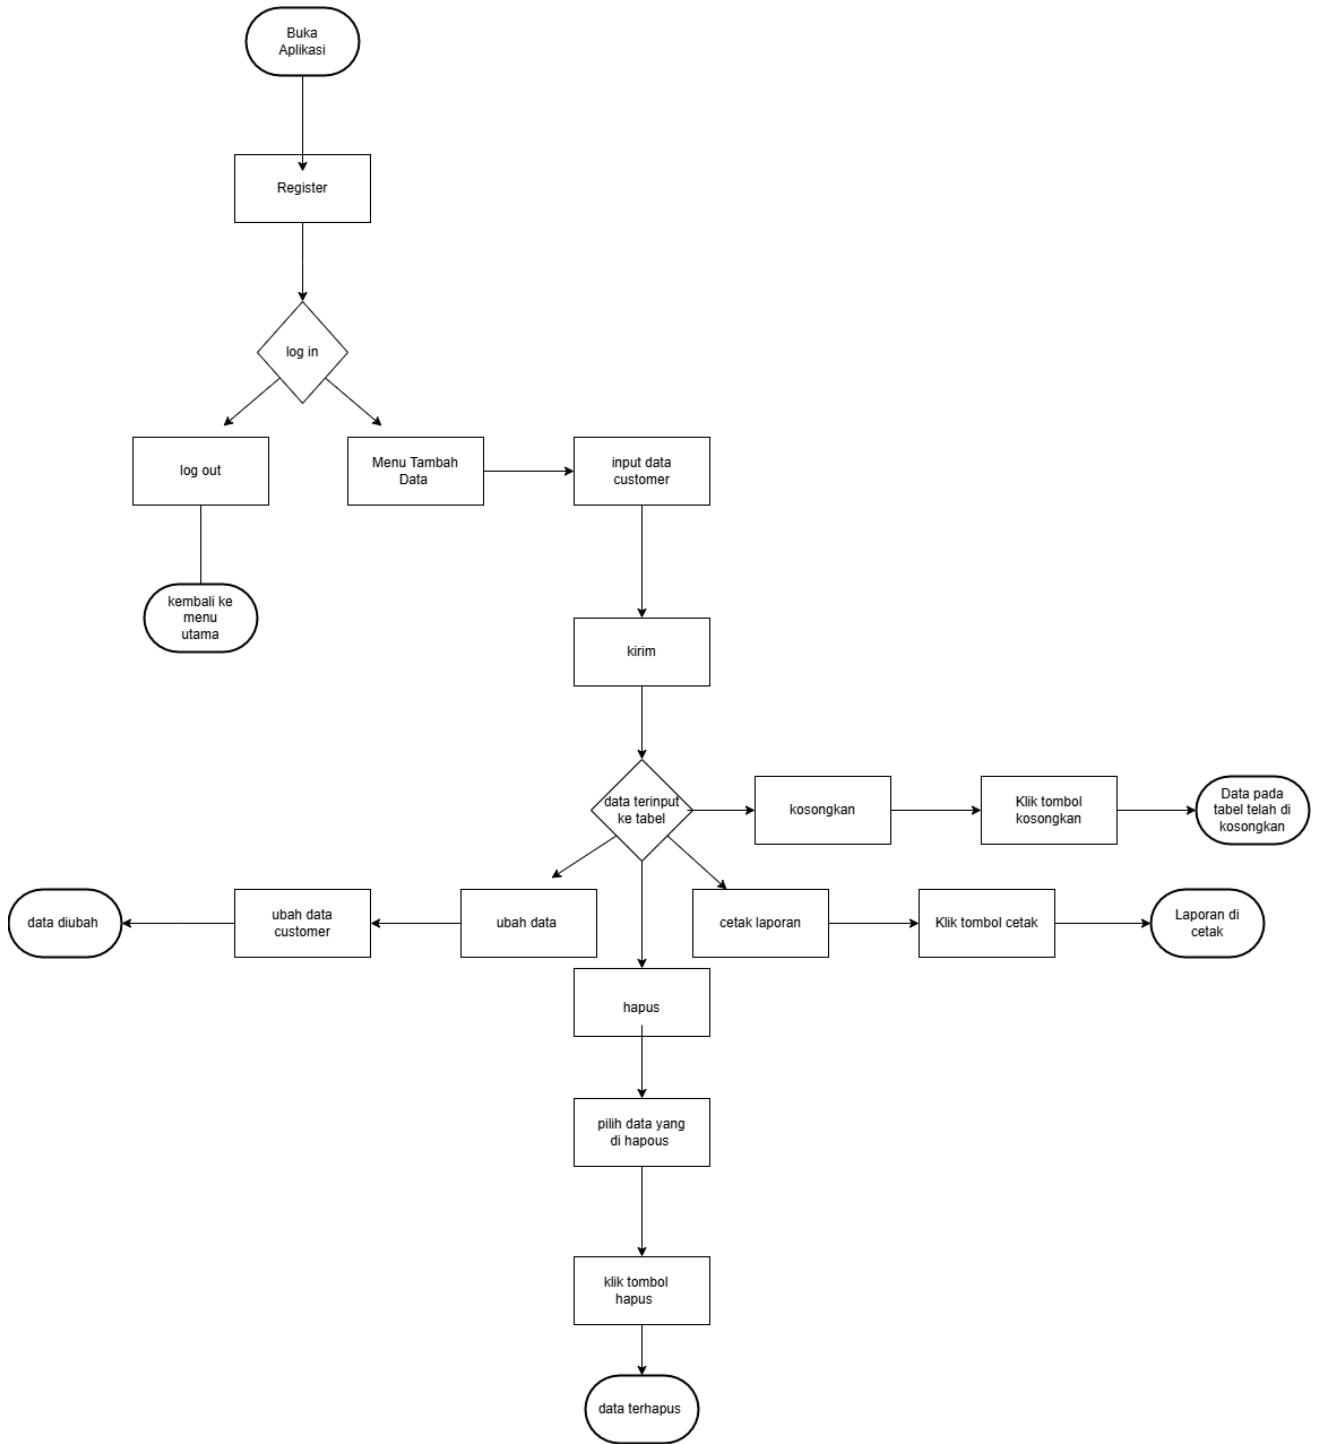 Buka
Aplikasi
Register
log in
log out
Menu Tambah
Data
input data
customer
kembali ke
menu
utama
kirim
data terinput
ke tabel
kosongkan
Klik tombol
kosongkan
Data pada
tabel telah di
kosongkan
data diubah
ubah data
customer
ubah data
cetak laporan
Klik tombol cetak
Laporan di
cetak
hapus
pilih data yang
di hapous
klik tombol
hapus
data terhapus